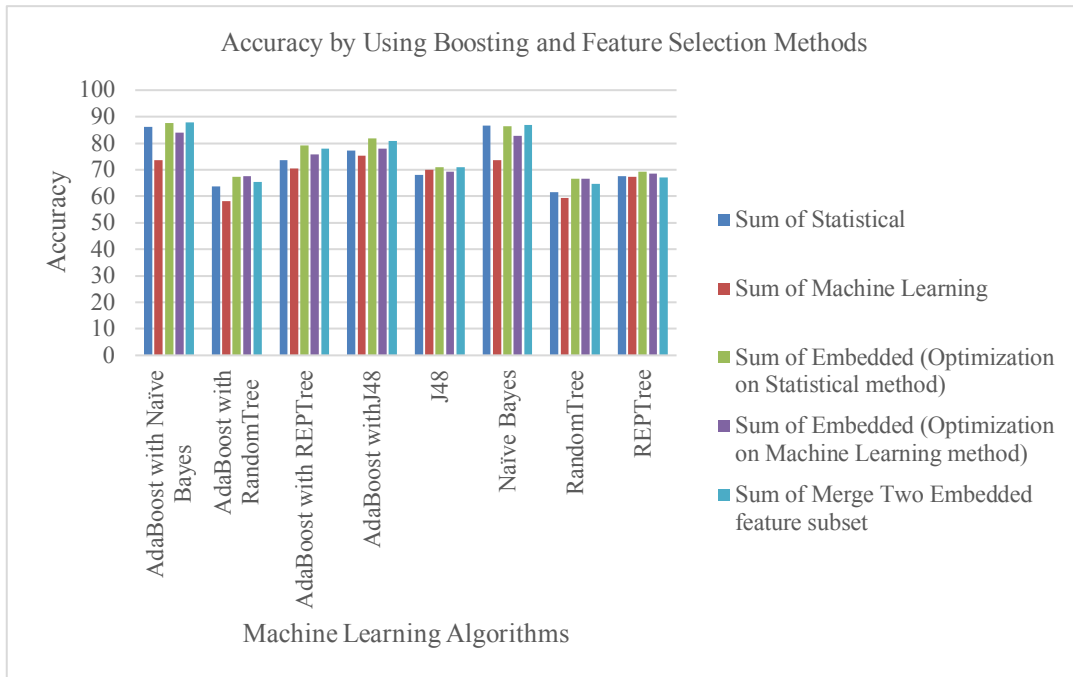 Accuracy by Using Boosting and Feature Selection Methods
Accuracy
100
90
80
70
60
50
40
30
20
10
0
AdaBoost with Naïve
Bayes
AdaBoost with
RandomTree
AdaBoost with REPTree
AdaBoost withJ48
J48
Naïve Bayes
RandomTree
REPTree
Machine Learning Algorithms
Sum of Statistical
Sum of Machine Learning
Sum of Embedded (Optimization
on Statistical method)
Sum of Embedded (Optimization
on Machine Learning method)
Sum of Merge Two Embedded
feature subset